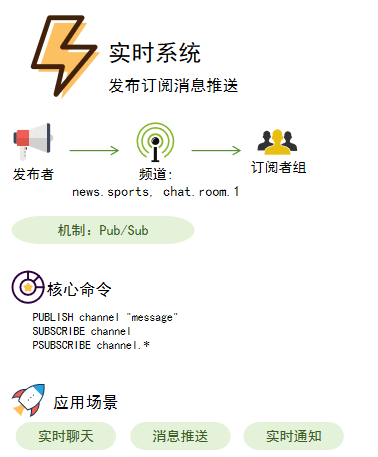 实时系统
发布订阅消息推送
发布者
频道:
news.sports, chat.room.1
订阅者组
机制：Pub/Sub
核心命令
PUBLISH channel "message"
SUBSCRIBE channel
PSUBSCRIBE channel.*
应用场景
实时聊天
消息推送
实时通知